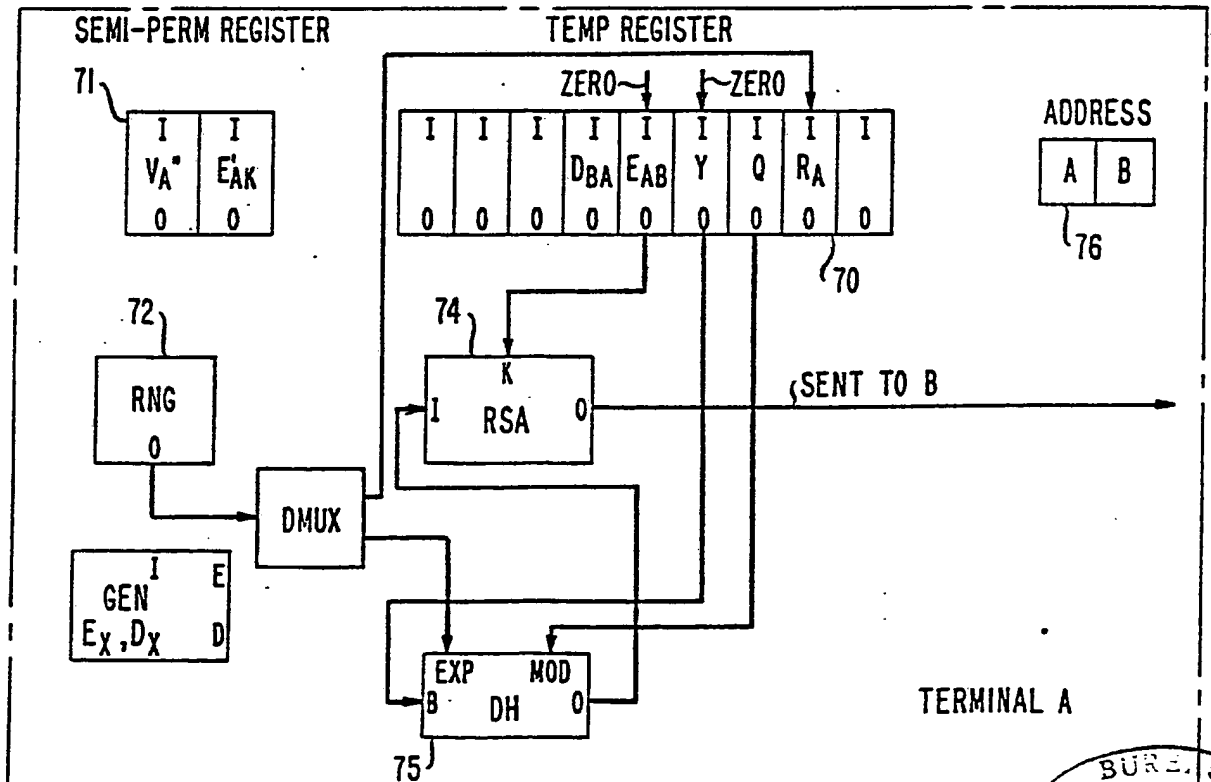 SEMI-PERM REGISTER
TEMP REGISTER
71
ZERO
ZERO
ADDRESS
I I
V_A" E'_AK
0 0
I I I I I I I I I
D_BA E_AB Y Q R_A
0 0 0 0 0 0 0 0 0
A B
76
70
72
74
RNG
0
K
I RSA 0
SENT TO B
DMUX
I E
GEN
E_X, D_X D
EXP MOD
B DH 0
75
TERMINAL A